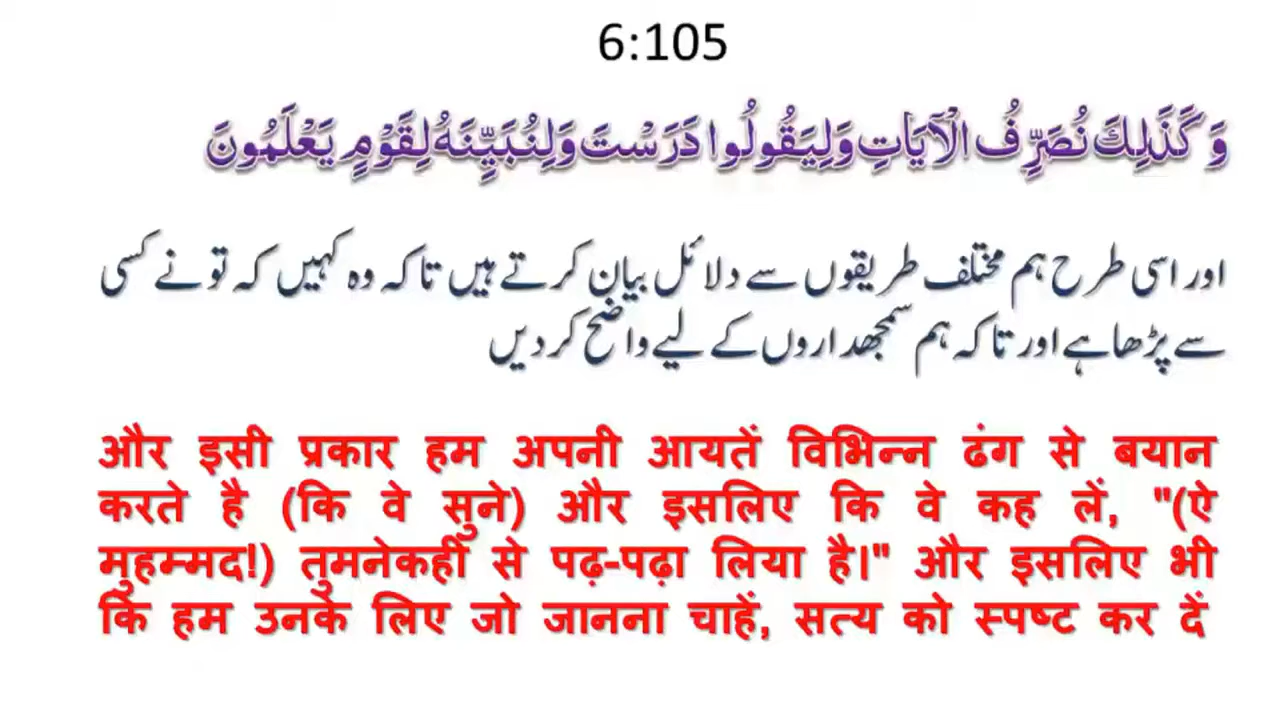 6:105
وَكَذَلِكَ نُصَرِّفُ الْآيَاتِ وَلِيَقُولُوا دَرَسْتَ وَلِنُبَيِّنَهُ لِقَوْمٍ يَعْلَمُونَ
اور اسی طرح ہم مختلف طریقوں سے دلائل بیان کرتے ہیں تاکہ وہ کہیں کہ تو نے کسی
سے پڑھا ہے اور تاکہ ہم سمجھداروں کے لیے واضح کر دیں
और इसी प्रकार हम अपनी आयतें विभिन्न ढंग से बयान
करते है (कि वे सुने) और इसलिए कि वे कह लें, "(ऐ
मुहम्मद!) तुमनेकहीं से पढ़-पढ़ा लिया है।" और इसलिए भी
कि हम उनके लिए जो जानना चाहें, सत्य को स्पष्ट कर दें